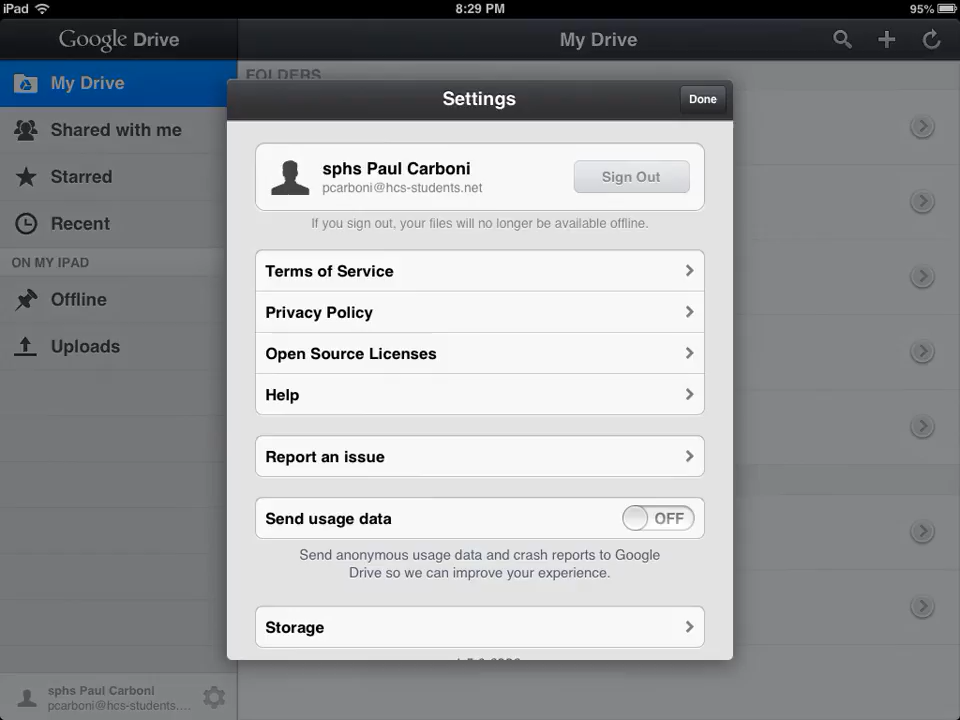 iPad 8:29 PM 95%
Google Drive
My Drive
My Drive
Shared with me
Starred
Recent
ON MY IPAD
Offline
Uploads
sphs Paul Carboni
pcarboni@hcs-students....
FOLDERS
Settings
Done
sphs Paul Carboni
pcarboni@hcs-students.net
Sign Out
If you sign out, your files will no longer be available offline.
Terms of Service
Privacy Policy
Open Source Licenses
Help
Report an issue
Send usage data
OFF
Send anonymous usage data and crash reports to Google
Drive so we can improve your experience.
Storage